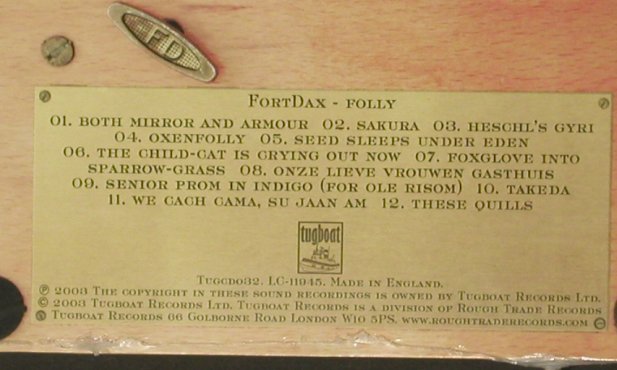 FD
FortDax - folly
01. Both Mirror and Armour 02. Sakura 03. Heschl's Gyri
04. Oxenfolly 05. Seed Sleeps Under Eden
06. The Child-Cat is Crying Out Now 07. Foxglove into
Sparrow-Grass 08. Onze Lieve Vrouwen Gasthuis
09. Senior Prom in Indigo (for Ole Risom) 10. Takeda
11. We Cach Cama, Su Jaan Am 12. These Quills
tugboat
Tugcd032. LC-11945. Made in England.
℗ 2003 The copyright in these sound recordings is owned by Tugboat Records Ltd.
© 2003 Tugboat Records Ltd. Tugboat Records is a division of Rough Trade Records
Tugboat Records 66 Golborne Road London W10 5PS. www.roughtraderecords.com